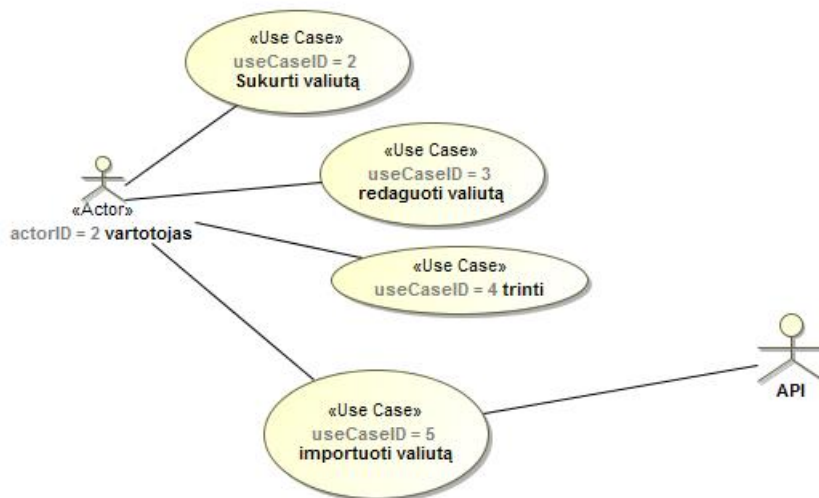 «Use Case»
useCaseID = 2
Sukurti valiutą
«Use Case»
useCaseID = 3
redaguoti valiutą
«Actor»
actorID = 2 vartotojas
«Use Case»
useCaseID = 4 trinti
API
«Use Case»
useCaseID = 5
importuoti valiutą